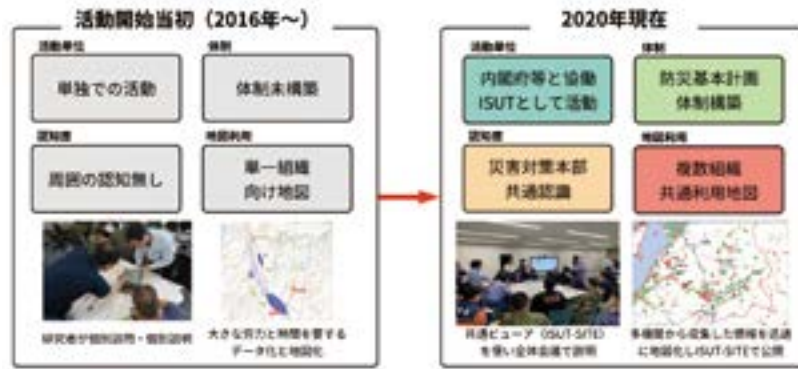 活動開始当初（2016年～）
活動単位
単独での活動
体制
体制未構築
認知度
周囲の認知無し
地図利用
単一組織
向け地図
研究者が個別訪問・個別説明
大きな労力と時間を要する
データ化と地図化
2020年現在
活動単位
内閣府等と協働
ISUTとして活動
体制
防災基本計画
体制構築
認知度
災害対策本部
共通認識
地図利用
複数組織
共通利用地図
共通ビューア（ISUT-SITE）
を使い全体会議で説明
多機関から収集した情報を迅速
に地図化しISUT-SITEで公開